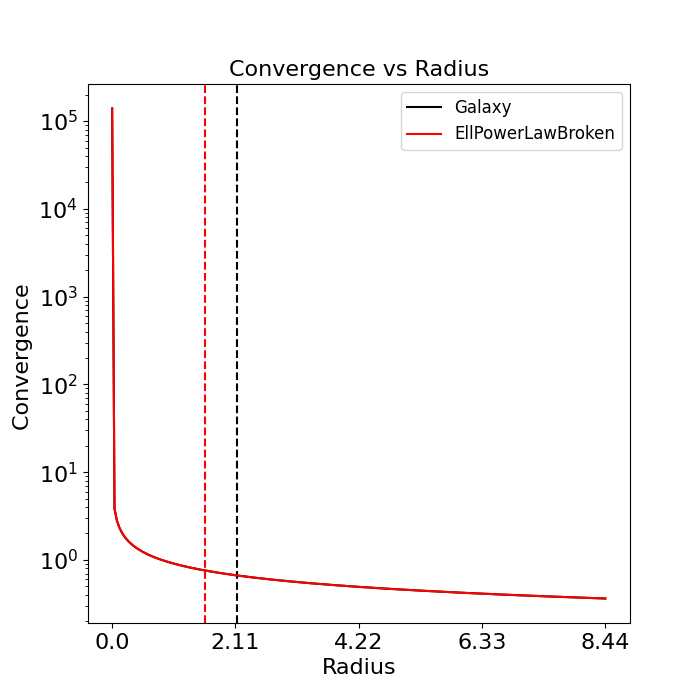 Convergence vs Radius
Galaxy
EllPowerLawBroken
Convergence
10^5
10^4
10^3
10^2
10^1
10^0
0.0 2.11 4.22 6.33 8.44
Radius